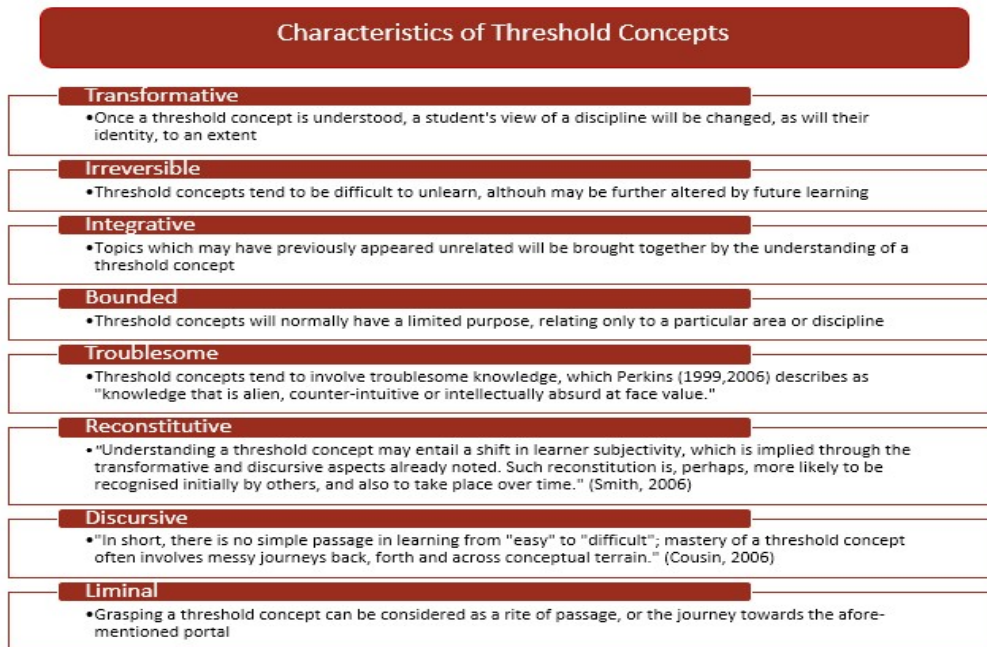 Characteristics of Threshold Concepts
Transformative
•Once a threshold concept is understood, a student's view of a discipline will be changed, as will their
identity, to an extent
Irreversible
•Threshold concepts tend to be difficult to unlearn, althouh may be further altered by future learning
Integrative
•Topics which may have previously appeared unrelated will be brought together by the understanding of a
threshold concept
Bounded
•Threshold concepts will normally have a limited purpose, relating only to a particular area or discipline
Troublesome
•Threshold concepts tend to involve troublesome knowledge, which Perkins (1999,2006) describes as
"knowledge that is alien, counter-intuitive or intellectually absurd at face value."
Reconstitutive
•"Understanding a threshold concept may entail a shift in learner subjectivity, which is implied through the
transformative and discursive aspects already noted. Such reconstitution is, perhaps, more likely to be
recognised initially by others, and also to take place over time." (Smith, 2006)
Discursive
•"In short, there is no simple passage in learning from "easy" to "difficult"; mastery of a threshold concept
often involves messy journeys back, forth and across conceptual terrain." (Cousin, 2006)
Liminal
•Grasping a threshold concept can be considered as a rite of passage, or the journey towards the afore-
mentioned portal